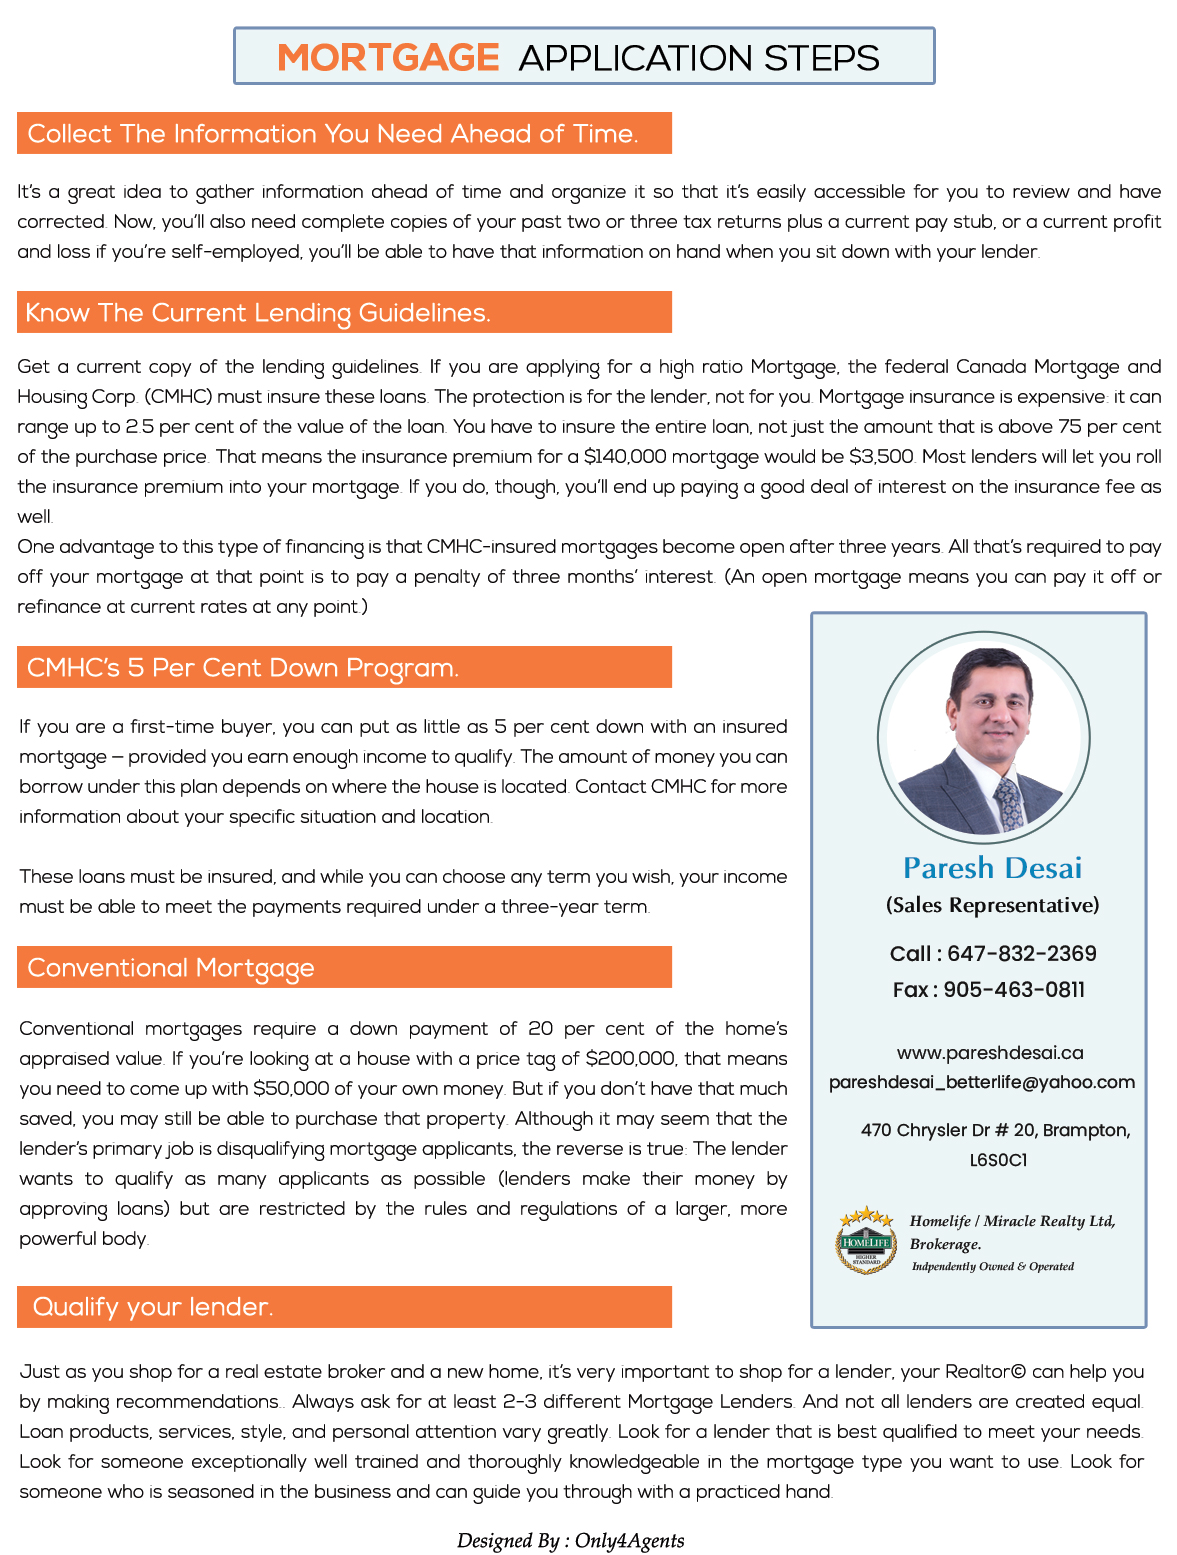 MORTGAGE APPLICATION STEPS
Collect The Information You Need Ahead of Time.
It's a great idea to gather information ahead of time and organize it so that it's easily accessible for you to review and have
corrected. Now, you'll also need complete copies of your past two or three tax returns plus a current pay stub, or a current profit
and loss if you're self-employed, you'll be able to have that information on hand when you sit down with your lender.
Know The Current Lending Guidelines.
Get a current copy of the lending guidelines. If you are applying for a high ratio Mortgage, the federal Canada Mortgage and
Housing Corp. (CMHC) must insure these loans. The protection is for the lender, not for you. Mortgage insurance is expensive: it can
range up to 2.5 per cent of the value of the loan. You have to insure the entire loan, not just the amount that is above 75 per cent
of the purchase price. That means the insurance premium for a $140,000 mortgage would be $3,500. Most lenders will let you roll
the insurance premium into your mortgage. If you do, though, you'll end up paying a good deal of interest on the insurance fee as
well.
One advantage to this type of financing is that CMHC-insured mortgages become open after three years. All that's required to pay
off your mortgage at that point is to pay a penalty of three months' interest. (An open mortgage means you can pay it off or
refinance at current rates at any point.)
CMHC's 5 Per Cent Down Program.
If you are a first-time buyer, you can put as little as 5 per cent down with an insured
mortgage – provided you earn enough income to qualify. The amount of money you can
borrow under this plan depends on where the house is located. Contact CMHC for more
information about your specific situation and location.
These loans must be insured, and while you can choose any term you wish, your income
must be able to meet the payments required under a three-year term.
Conventional Mortgage
Conventional mortgages require a down payment of 20 per cent of the home's
appraised value. If you're looking at a house with a price tag of $200,000, that means
you need to come up with $50,000 of your own money. But if you don't have that much
saved, you may still be able to purchase that property. Although it may seem that the
lender's primary job is disqualifying mortgage applicants, the reverse is true: The lender
wants to qualify as many applicants as possible (lenders make their money by
approving loans) but are restricted by the rules and regulations of a larger, more
powerful body.
Paresh Desai
(Sales Representative)
Call : 647-832-2369
Fax : 905-463-0811
www.pareshdesai.ca
pareshdesai_betterlife@yahoo.com
470 Chrysler Dr # 20, Brampton,
L6S0C1
HOMELIFE
HIGHER
STANDARD
Homelife / Miracle Realty Ltd,
Brokerage.
Indpendently Owned & Operated
Qualify your lender.
Just as you shop for a real estate broker and a new home, it's very important to shop for a lender, your Realtor© can help you
by making recommendations.. Always ask for at least 2-3 different Mortgage Lenders. And not all lenders are created equal.
Loan products, services, style, and personal attention vary greatly. Look for a lender that is best qualified to meet your needs.
Look for someone exceptionally well trained and thoroughly knowledgeable in the mortgage type you want to use. Look for
someone who is seasoned in the business and can guide you through with a practiced hand.
Designed By : Only4Agents